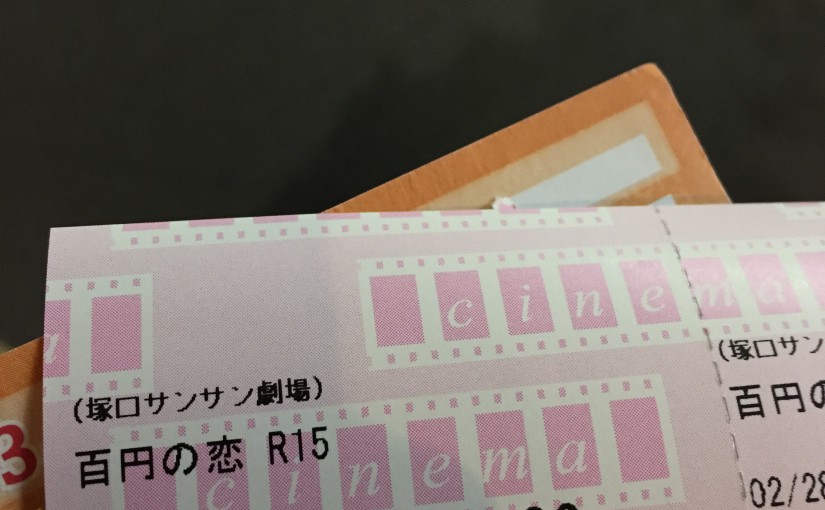 cinema
a
(塚口サンサン劇場)
百円の恋 R15
cinema
(塚口サン
百円の
02/28
3